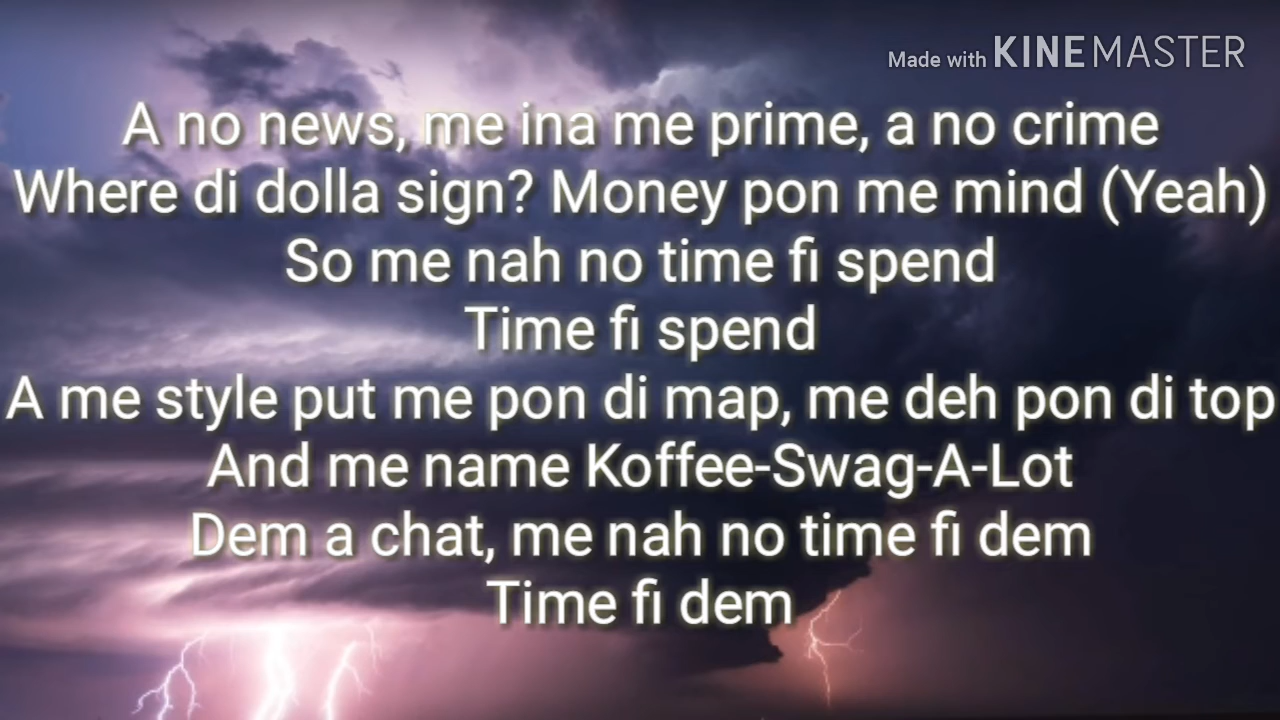 Made with KINEMASTER
A no news, me ina me prime, a no crime
Where di dolla sign? Money pon me mind (Yeah)
So me nah no time fi spend
Time fi spend
A me style put me pon di map, me deh pon di top
And me name Koffee-Swag-A-Lot
Dem a chat, me nah no time fi dem
Time fi dem